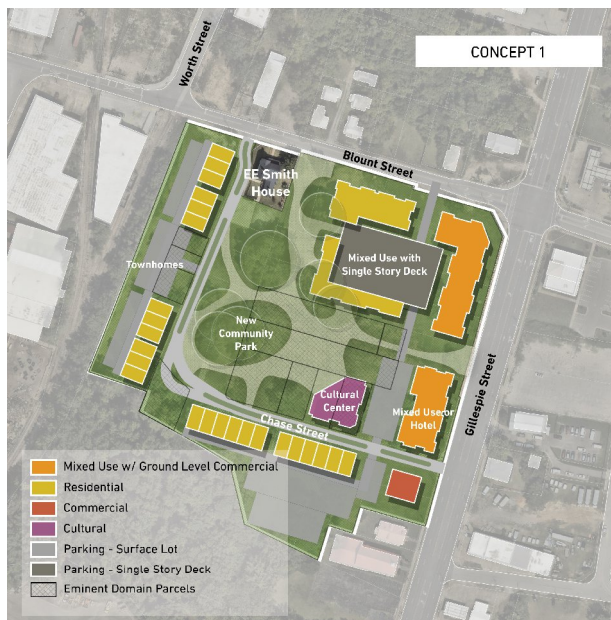 CONCEPT 1
Worth Street
Blount Street
EE Smith
House
Mixed Use with
Single Story Deck
Townhomes
New
Community
Park
Cultural
Center
Mixed Use or
Hotel
Gillespie Street
Chase Street
Mixed Use w/ Ground Level Commercial
Residential
Commercial
Cultural
Parking - Surface Lot
Parking - Single Story Deck
Eminent Domain Parcels